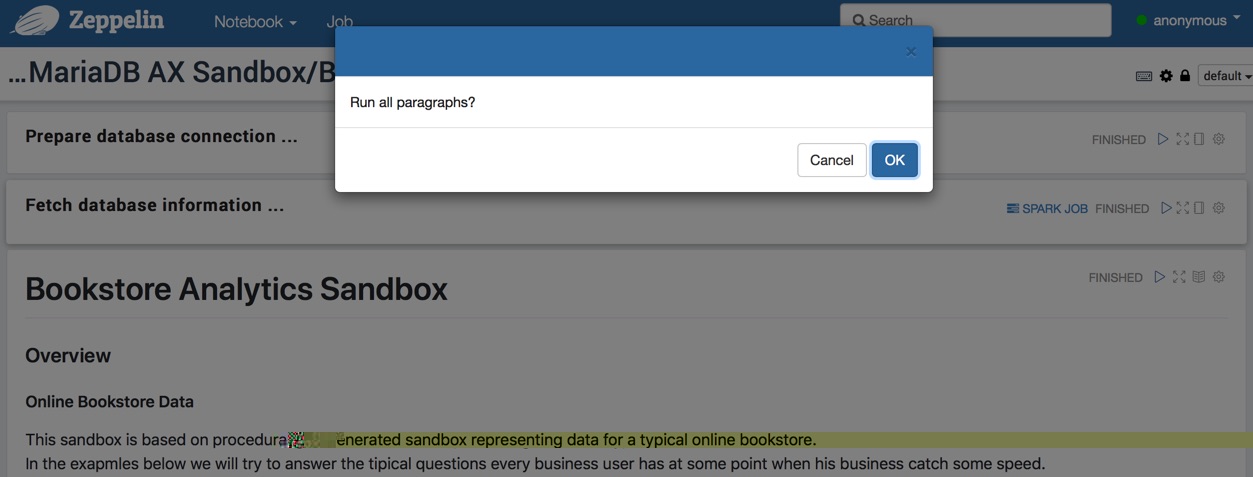 Zeppelin Notebook Job Search anonymous
...MariaDB AX Sandbox/B default
Run all paragraphs?
Cancel OK
Prepare database connection ... FINISHED
Fetch database information ... SPARK JOB FINISHED
FINISHED
Bookstore Analytics Sandbox
Overview
Online Bookstore Data
This sandbox is based on sandbox representing data for a typical online bookstore.
In the exapmles below we will try to answer the tipical questions every business user has at some point when his business catch some speed.